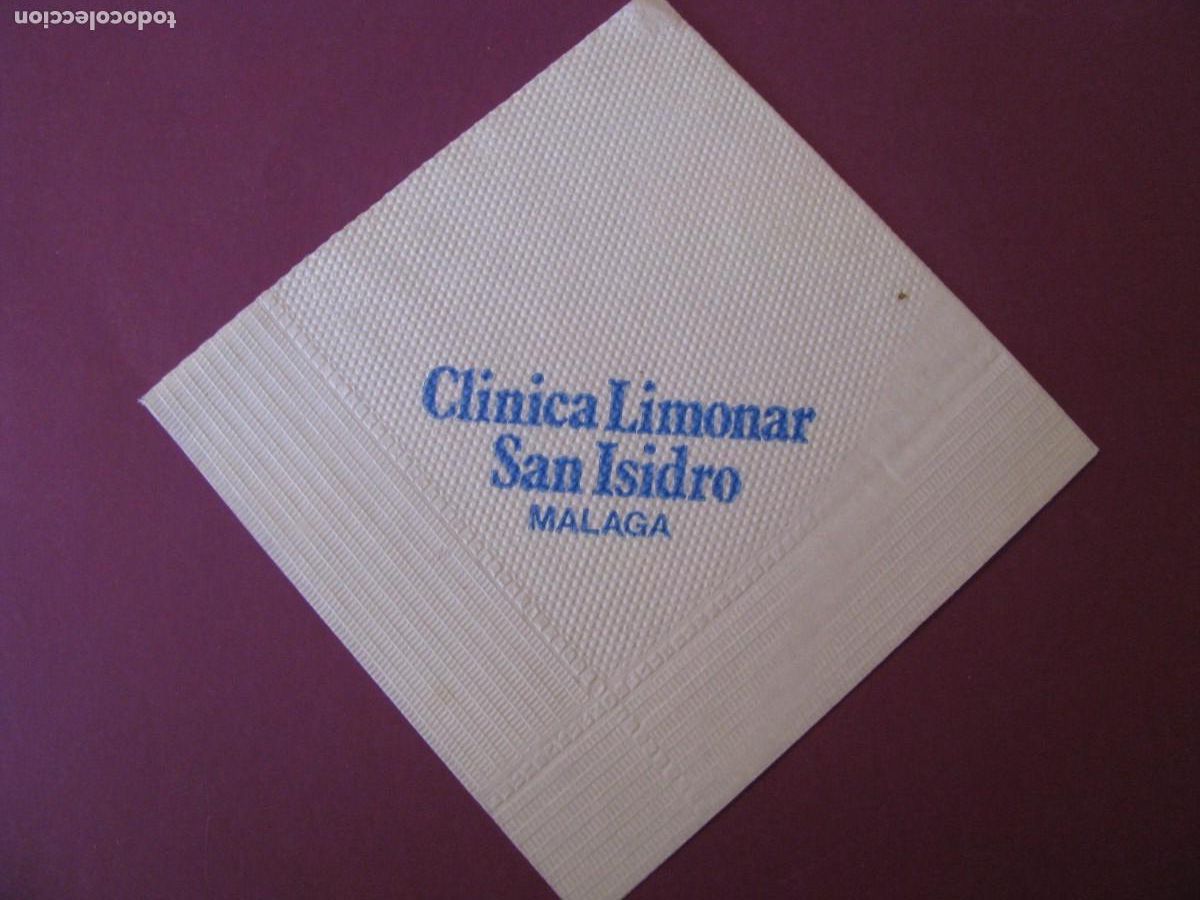 todocoleccion
Clinica Limonar
San Isidro
MALAGA